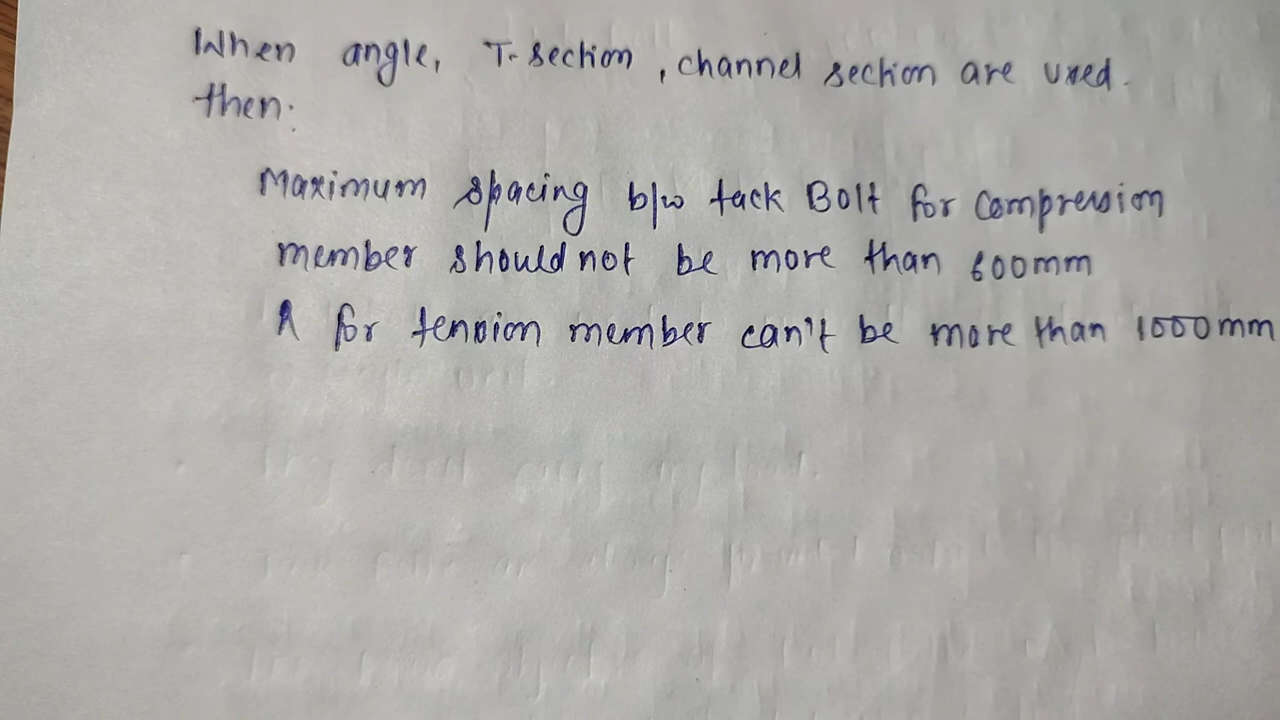 When angle, T-section, channel section are used.
then.
Maximum spacing b/w tack Bolt for compression
member should not be more than 600mm
& for tension member can't be more than 1000mm